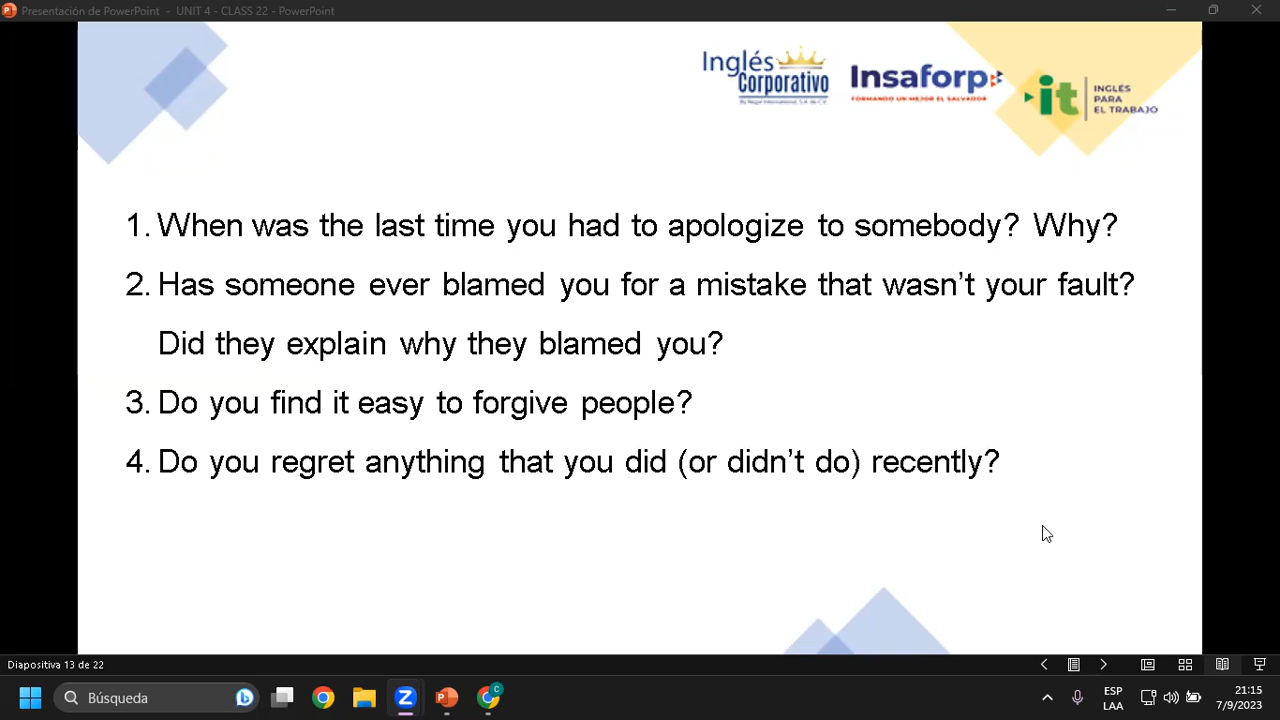 Presentación de PowerPoint - UNIT 4 - CLASS 22 - PowerPoint
Inglés
Corporativo
By Regal International, S.A. de C.V.
Insaforp
FORMANDO UN MEJOR EL SALVADOR
it
INGLÉS
PARA
EL TRABAJO
1. When was the last time you had to apologize to somebody? Why?
2. Has someone ever blamed you for a mistake that wasn't your fault?
Did they explain why they blamed you?
3. Do you find it easy to forgive people?
4. Do you regret anything that you did (or didn't do) recently?
Diapositiva 13 de 22
Búsqueda
ESP
LAA
21:15
7/9/2023